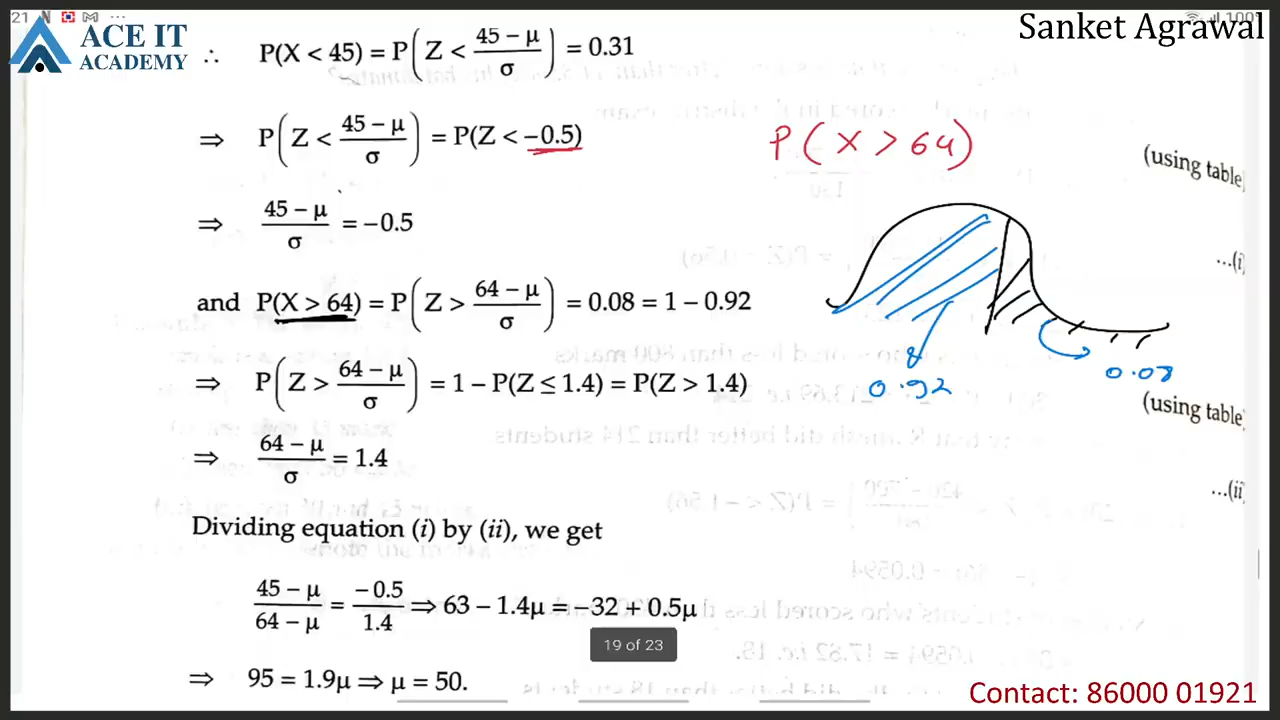 21
100%
ACE IT
ACADEMY
Sanket Agrawal
∴ P(X < 45) = P(Z < (45 – μ)/σ) = 0.31
⇒ P(Z < (45 – μ)/σ) = P(Z < –0.5)
(using table)
P(X > 64)
⇒ (45 – μ)/σ = –0.5
...(i)
and P(X > 64) = P(Z > (64 – μ)/σ) = 0.08 = 1 – 0.92
⇒ P(Z > (64 – μ)/σ) = 1 – P(Z ≤ 1.4) = P(Z > 1.4)
(using table)
0.92
0.08
⇒ (64 – μ)/σ = 1.4
...(ii
Dividing equation (i) by (ii), we get
(45 – μ)/(64 – μ) = –0.5/1.4 ⇒ 63 – 1.4μ = –32 + 0.5μ
19 of 23
⇒ 95 = 1.9μ ⇒ μ = 50.
Contact: 86000 01921